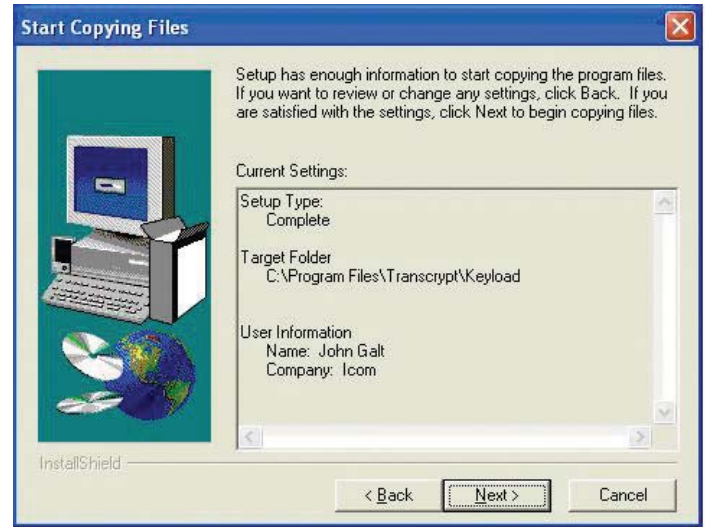 Start Copying Files
Setup has enough information to start copying the program files.
If you want to review or change any settings, click Back. If you
are satisfied with the settings, click Next to begin copying files.
Current Settings:
Setup Type:
Complete
Target Folder
C:\Program Files\Transcrypt\Keyload
User Information
Name: John Galt
Company: Icom
InstallShield
< Back
Next >
Cancel